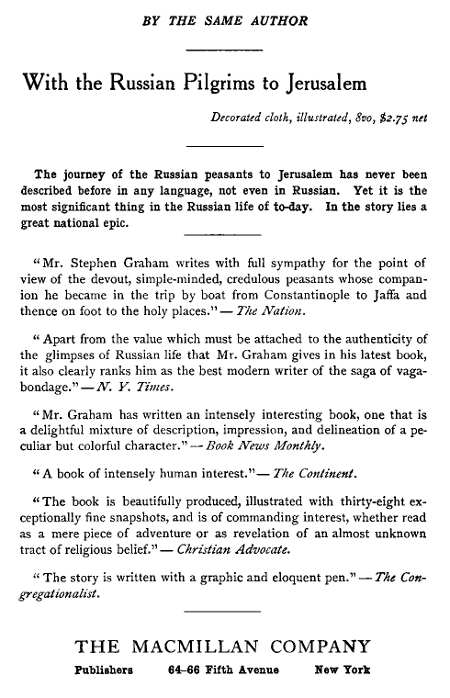 BY THE SAME AUTHOR
With the Russian Pilgrims to Jerusalem
Decorated cloth, illustrated, 8vo, $2.75 net
The journey of the Russian peasants to Jerusalem has never been
described before in any language, not even in Russian. Yet it is the
most significant thing in the Russian life of to-day. In the story lies a
great national epic.
"Mr. Stephen Graham writes with full sympathy for the point of
view of the devout, simple-minded, credulous peasants whose compan-
ion he became in the trip by boat from Constantinople to Jaffa and
thence on foot to the holy places."—The Nation.
"Apart from the value which must be attached to the authenticity of
the glimpses of Russian life that Mr. Graham gives in his latest book,
it also clearly ranks him as the best modern writer of the saga of vaga-
bondage."—N. Y. Times.
"Mr. Graham has written an intensely interesting book, one that is
a delightful mixture of description, impression, and delineation of a pe-
culiar but colorful character."—Book News Monthly.
"A book of intensely human interest."—The Continent.
"The book is beautifully produced, illustrated with thirty-eight ex-
ceptionally fine snapshots, and is of commanding interest, whether read
as a mere piece of adventure or as revelation of an almost unknown
tract of religious belief."—Christian Advocate.
"The story is written with a graphic and eloquent pen."—The Con-
gregationalist.
THE MACMILLAN COMPANY
Publishers 64-66 Fifth Avenue New York